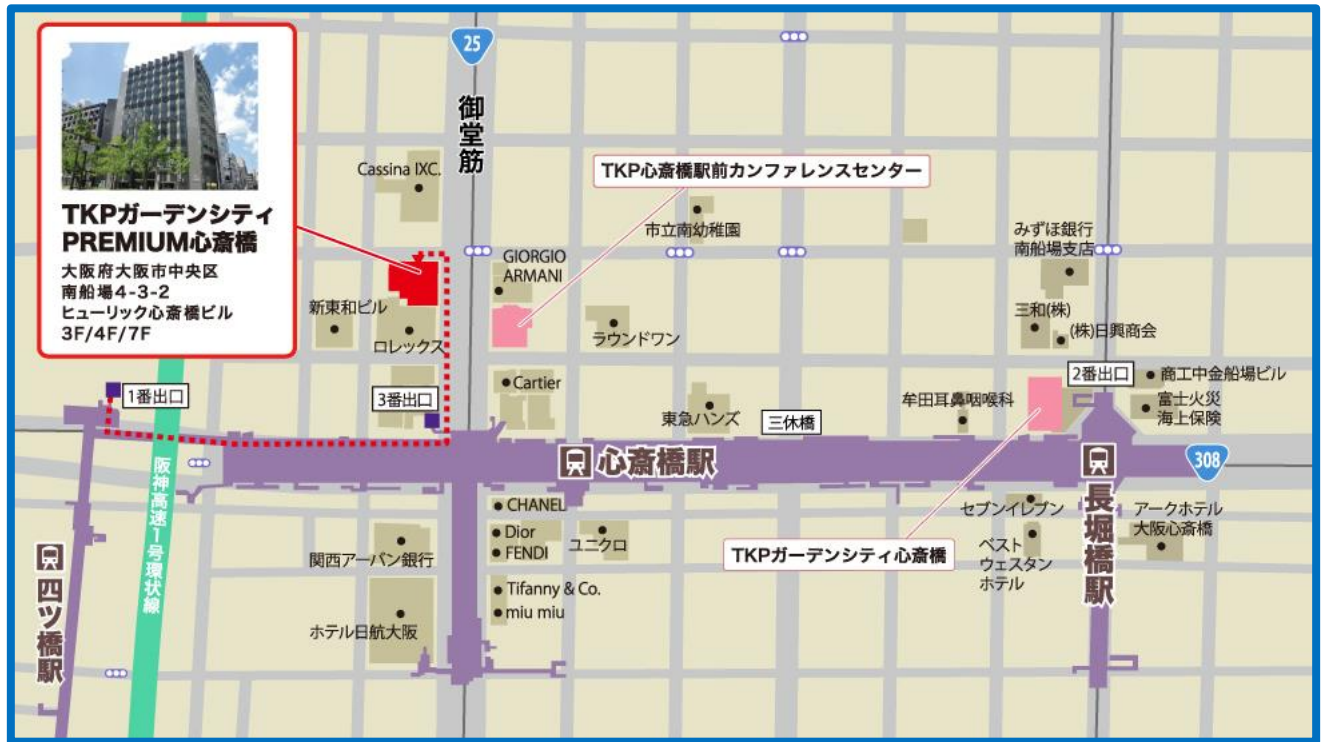 TKPガーデンシティ
PREMIUM心斎橋
大阪府大阪市中央区
南船場4-3-2
ヒューリック心斎橋ビル
3F/4F/7F
25
御堂筋
Cassina IXC.
TKP心斎橋駅前カンファレンスセンター
市立南幼稚園
みずほ銀行
南船場支店
GIORGIO
ARMANI
新東和ビル
ロレックス
ラウンドワン
三和(株)
(株)日興商会
1番出口
3番出口
Cartier
東急ハンズ
三休橋
牟田耳鼻咽喉科
2番出口
商工中金船場ビル
富士火災
海上保険
心斎橋駅
308
阪神高速1号環状線
四ツ橋駅
CHANEL
Dior
FENDI
ユニクロ
関西アーバン銀行
Tifanny & Co.
miu miu
ホテル日航大阪
TKPガーデンシティ心斎橋
セブンイレブン
ベスト
ウェスタン
ホテル
長堀橋駅
アークホテル
大阪心斎橋